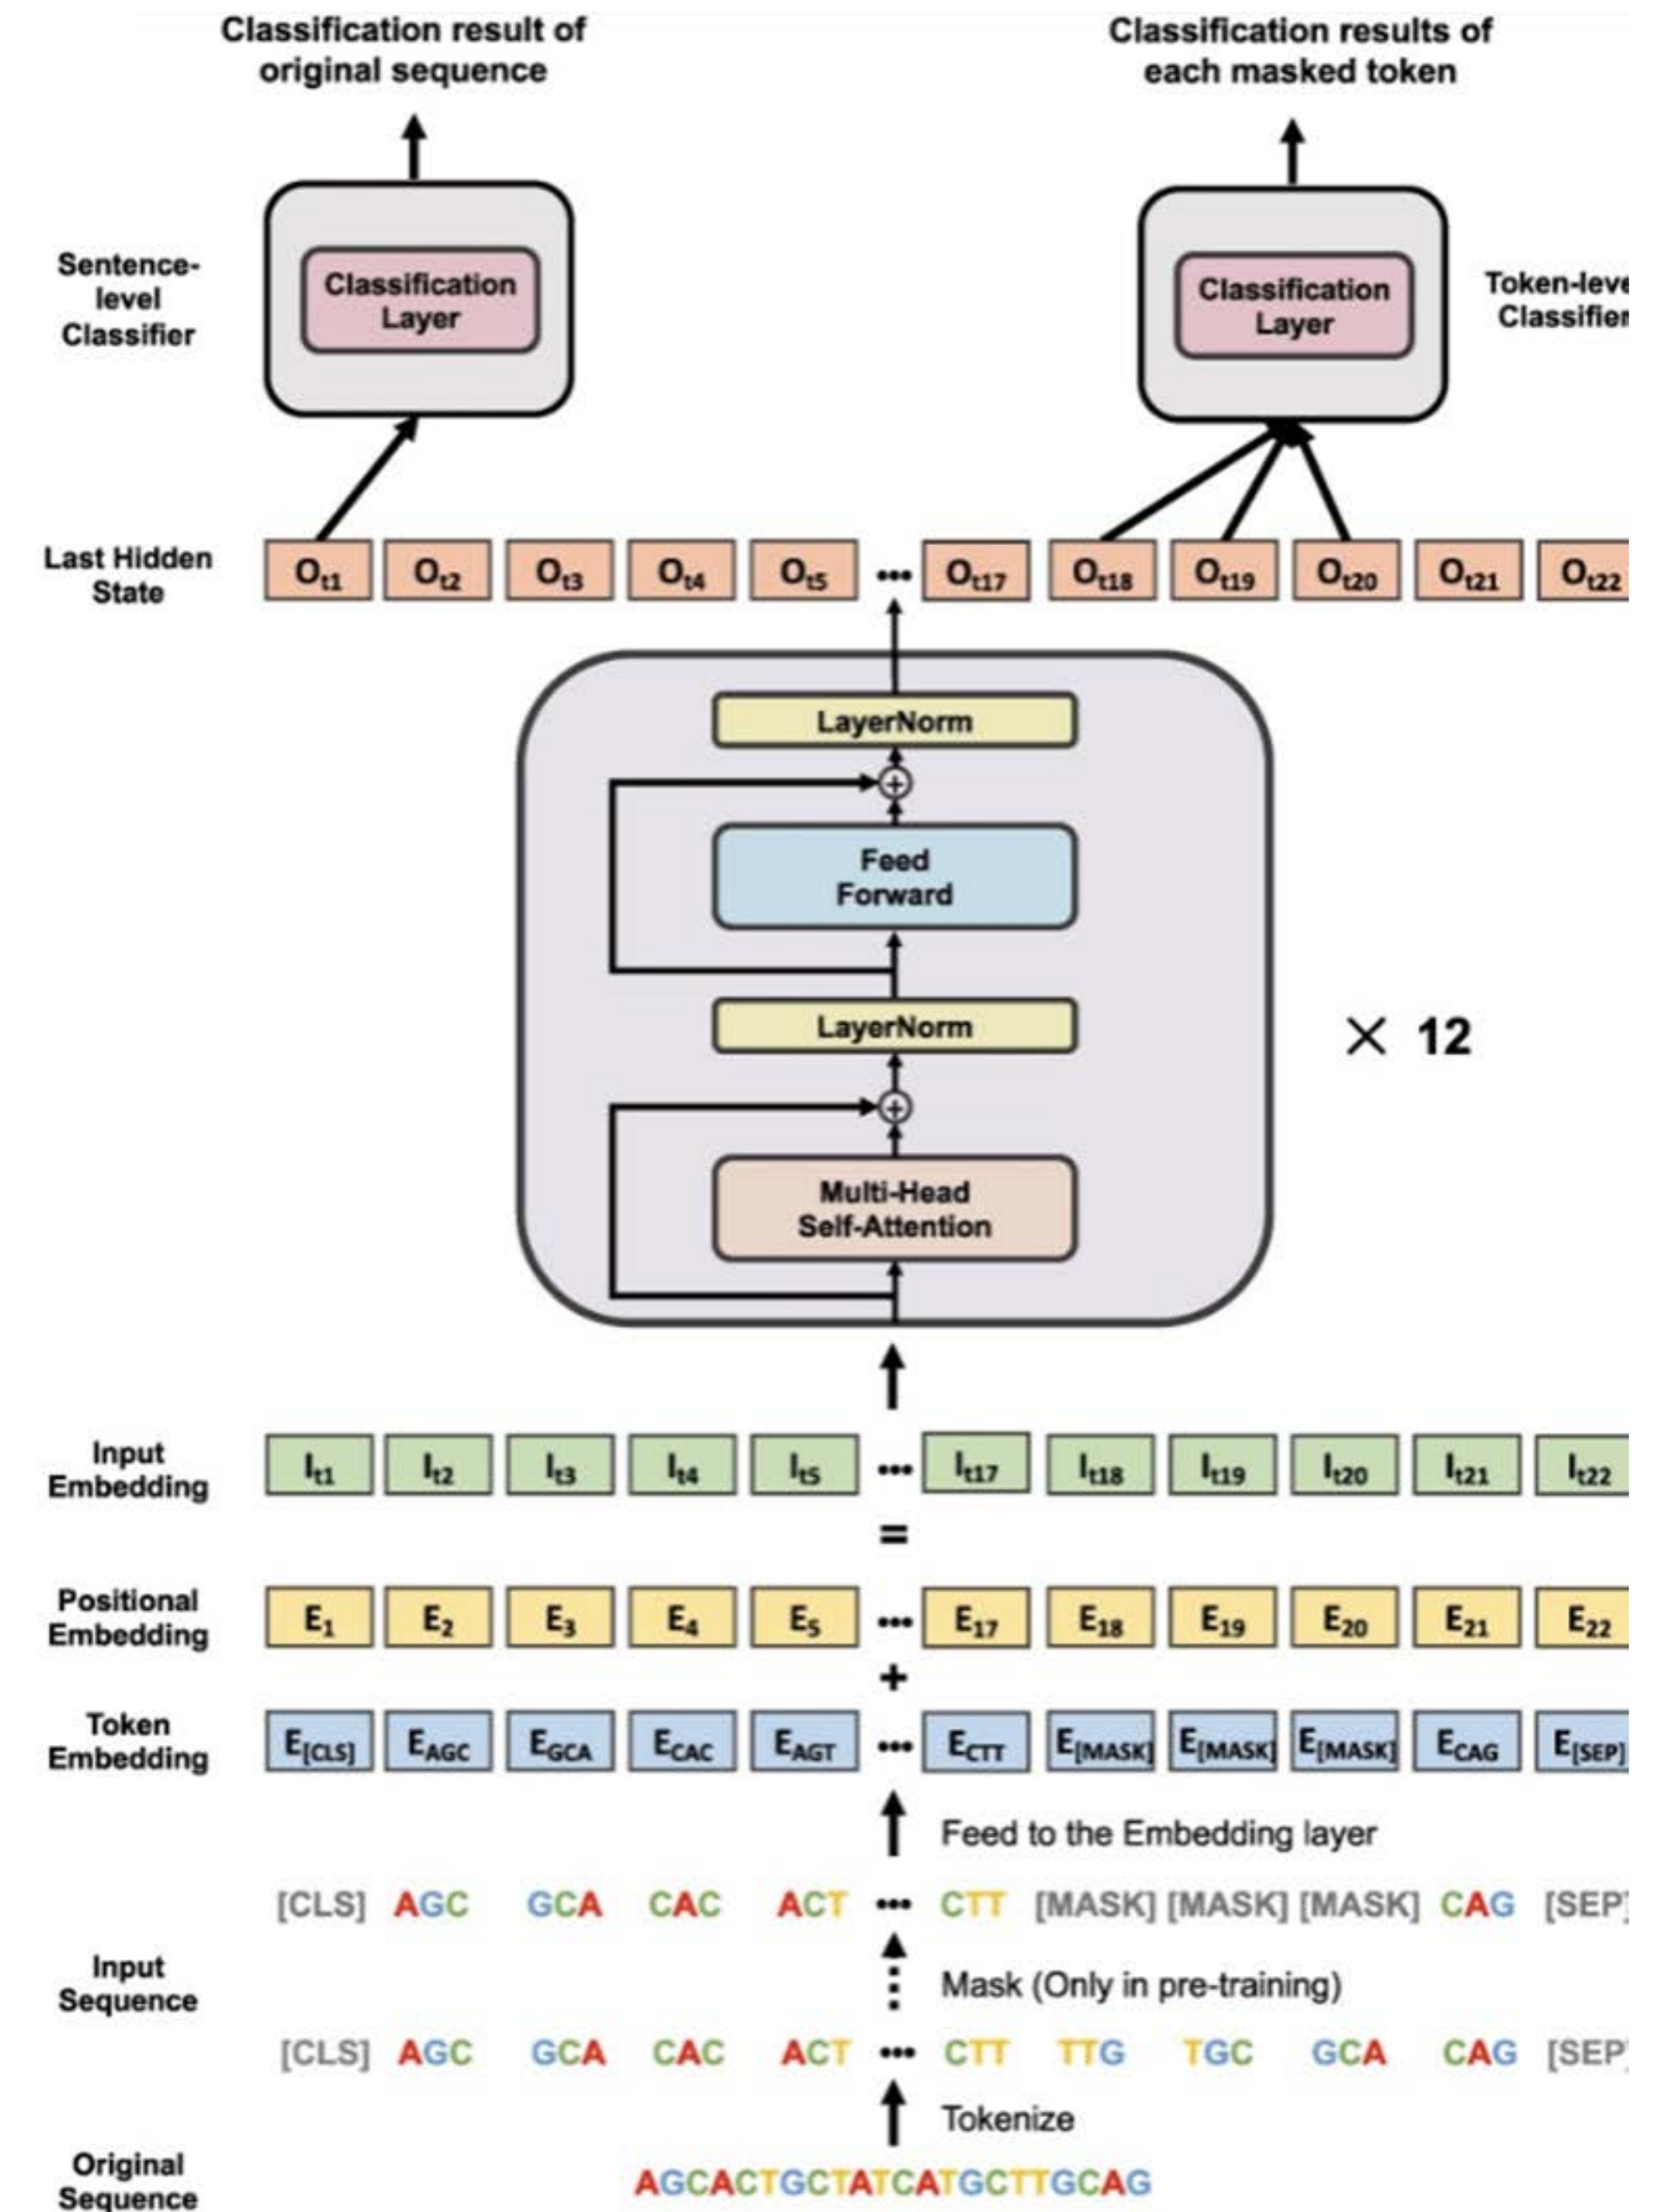 Classification result of
original sequence
Classification results of
each masked token
Sentence-
level
Classifier
Classification
Layer
Classification
Layer
Token-leve
Classifier
Last Hidden
State
Ot1 Ot2 Ot3 Ot4 Ot5 ... Ot17 Ot18 Ot19 Ot20 Ot21 Ot22
LayerNorm
+
Feed
Forward
LayerNorm
+
Multi-Head
Self-Attention
× 12
Input
Embedding
It1 It2 It3 It4 It5 ... It17 It18 It19 It20 It21 It22
=
Positional
Embedding
E1 E2 E3 E4 E5 ... E17 E18 E19 E20 E21 E22
+
Token
Embedding
E[CLS] EAGC EGCA ECAC EAGT ... ECTT E[MASK] E[MASK] E[MASK] ECAG E[SEP]
Feed to the Embedding layer
[CLS] AGC GCA CAC ACT ... CTT [MASK] [MASK] [MASK] CAG [SEP]
Input
Sequence
Mask (Only in pre-training)
[CLS] AGC GCA CAC ACT ... CTT TTG TGC GCA CAG [SEP]
Tokenize
Original
Sequence
AGCACTGCTATCATGCTTGCAG